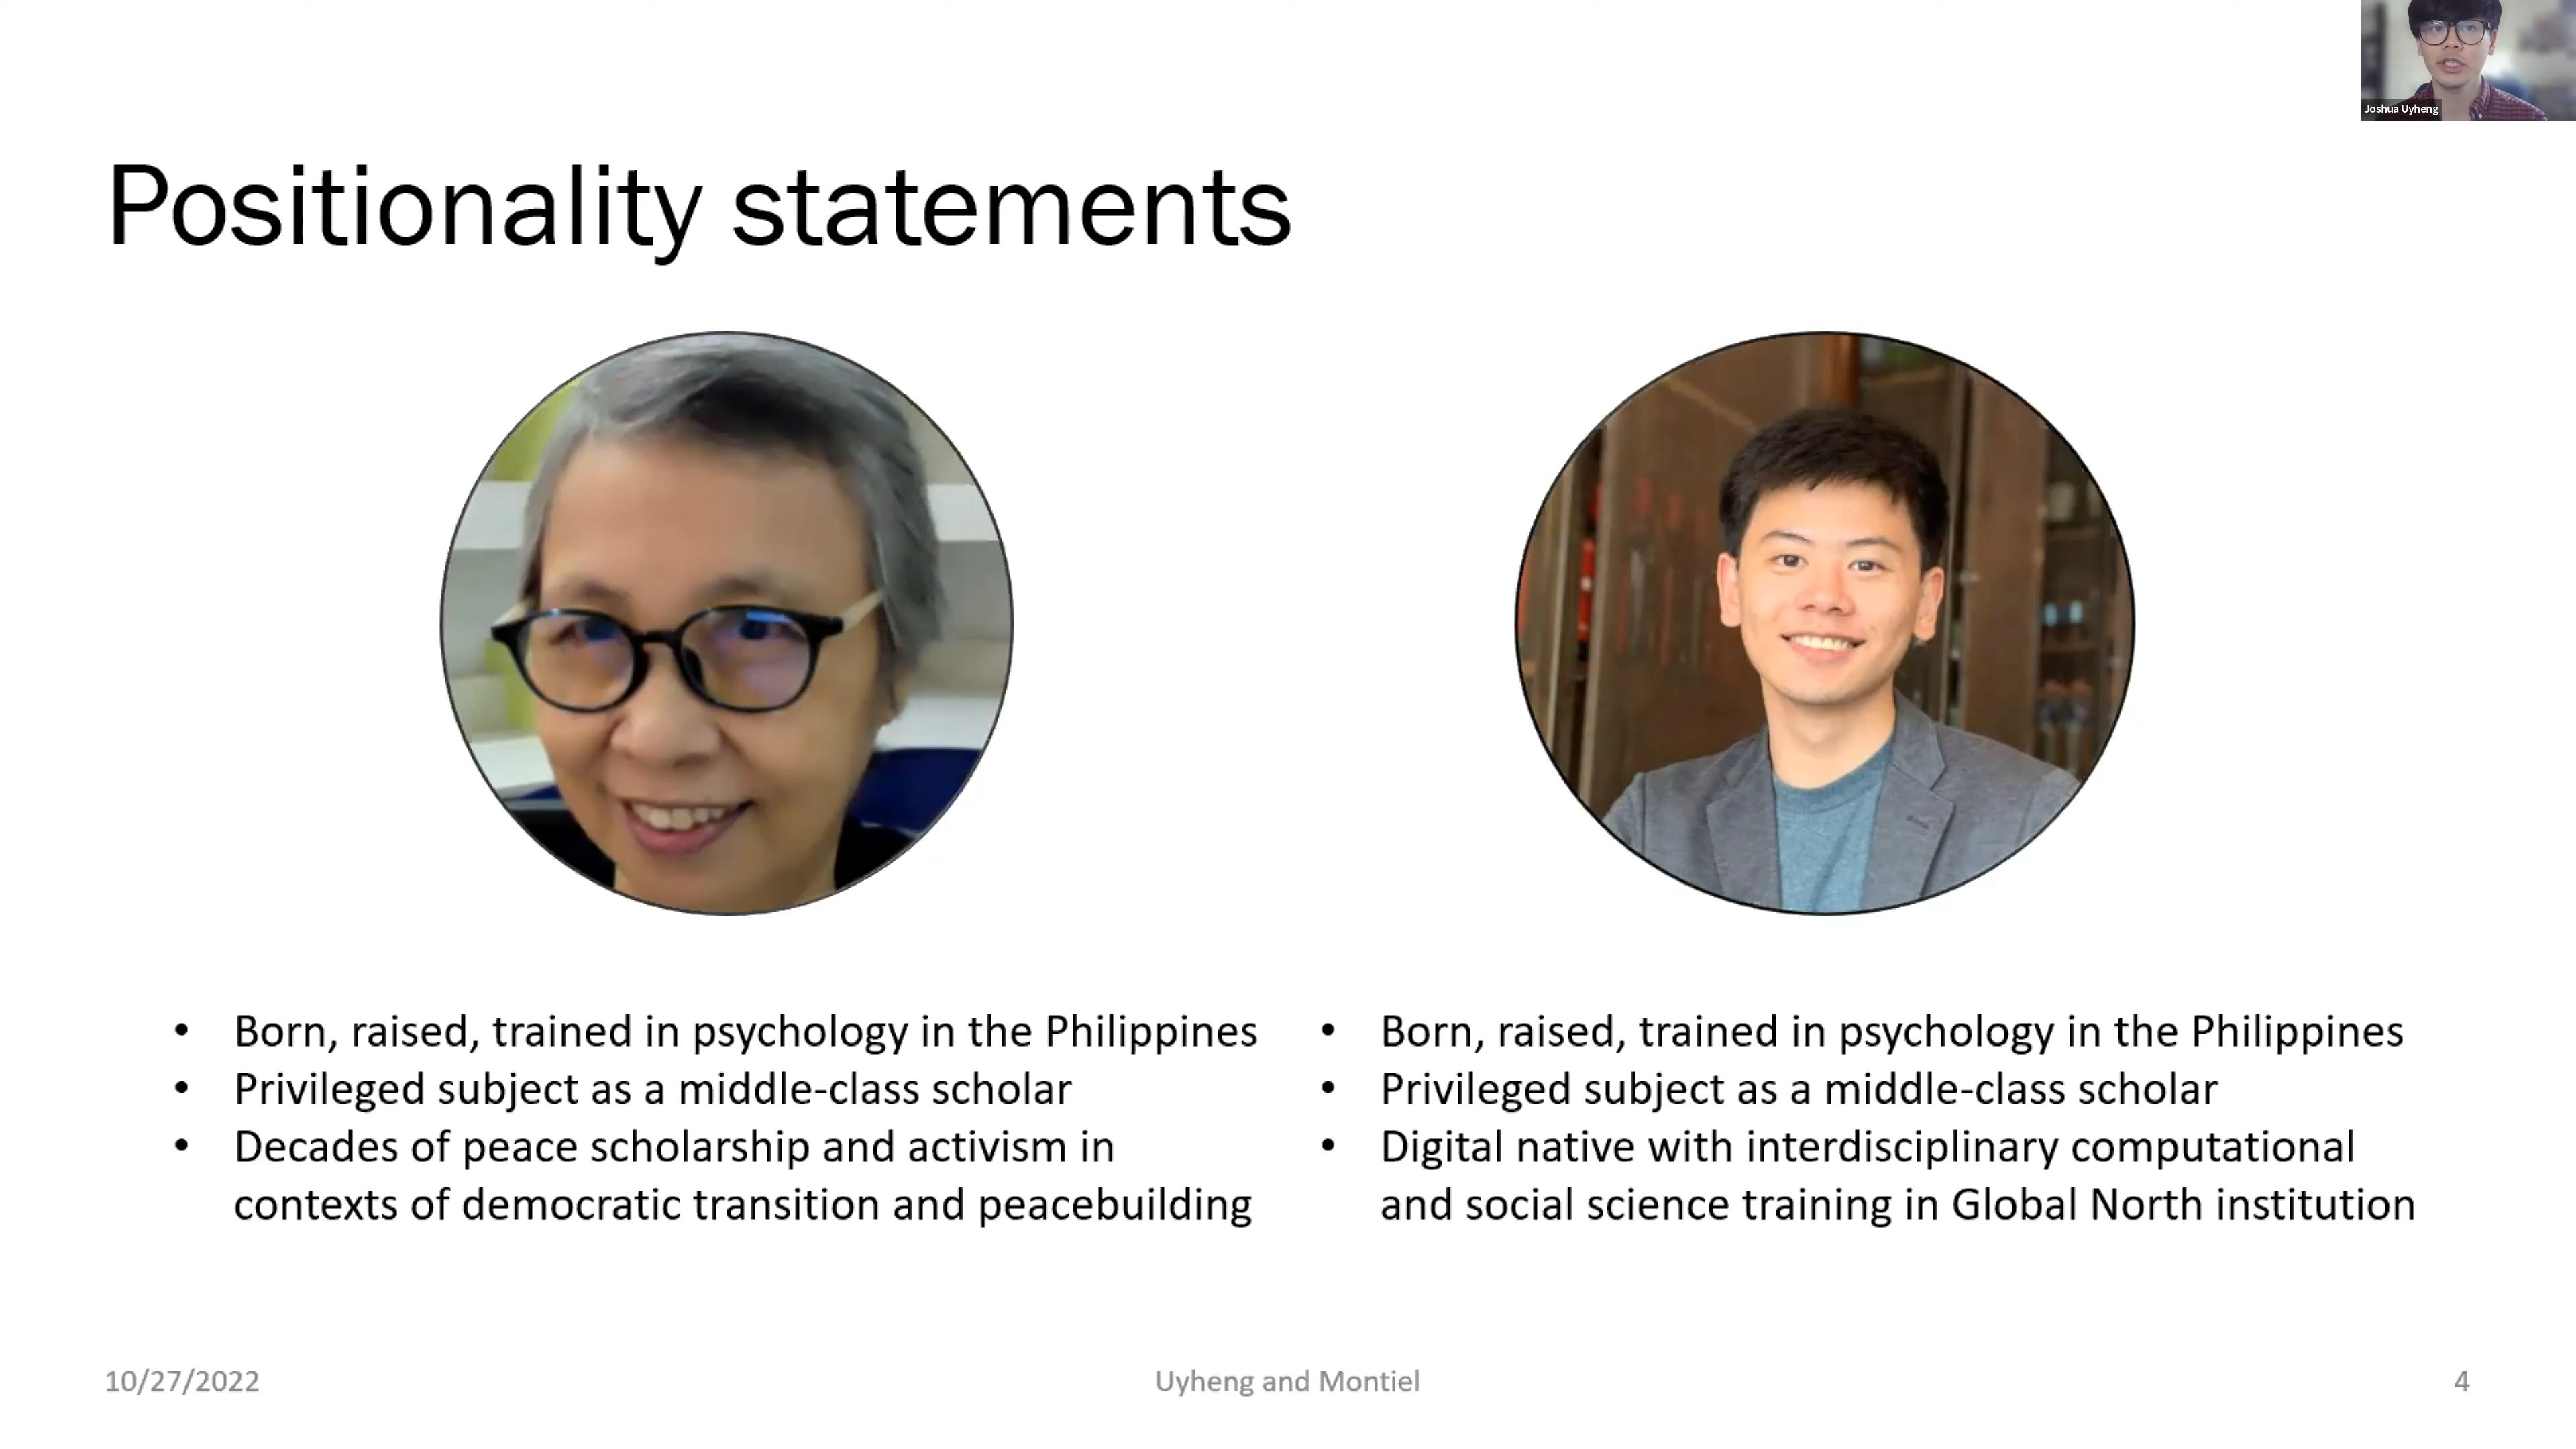 Joshua Uyheng
Positionality statements
• Born, raised, trained in psychology in the Philippines
• Privileged subject as a middle-class scholar
• Decades of peace scholarship and activism in
contexts of democratic transition and peacebuilding
• Born, raised, trained in psychology in the Philippines
• Privileged subject as a middle-class scholar
• Digital native with interdisciplinary computational
and social science training in Global North institution
10/27/2022
Uyheng and Montiel
4